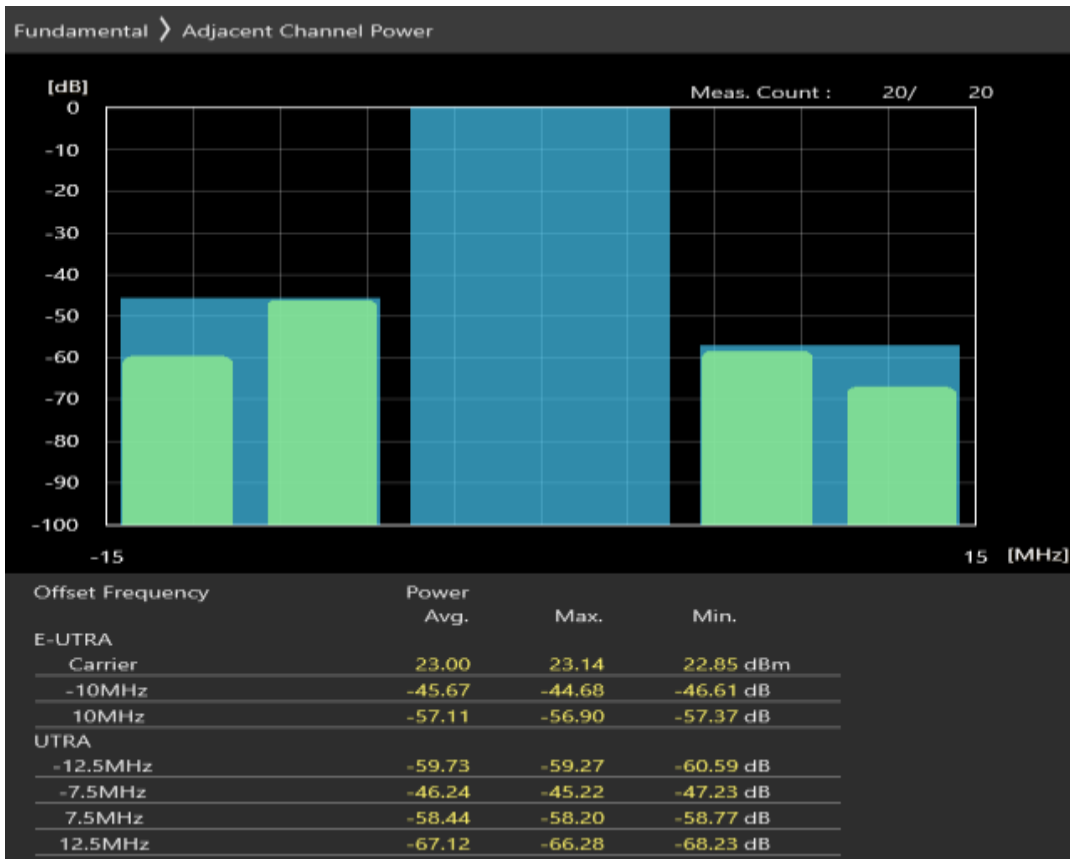 Fundamental 〉 Adjacent Channel Power
[dB]
Meas. Count : 20/ 20
0
-10
-20
-30
-40
-50
-60
-70
-80
-90
-100
-15 15 [MHz]
Offset Frequency Power
Avg. Max. Min.
E-UTRA
Carrier 23.00 23.14 22.85 dBm
-10MHz -45.67 -44.68 -46.61 dB
10MHz -57.11 -56.90 -57.37 dB
UTRA
-12.5MHz -59.73 -59.27 -60.59 dB
-7.5MHz -46.24 -45.22 -47.23 dB
7.5MHz -58.44 -58.20 -58.77 dB
12.5MHz -67.12 -66.28 -68.23 dB